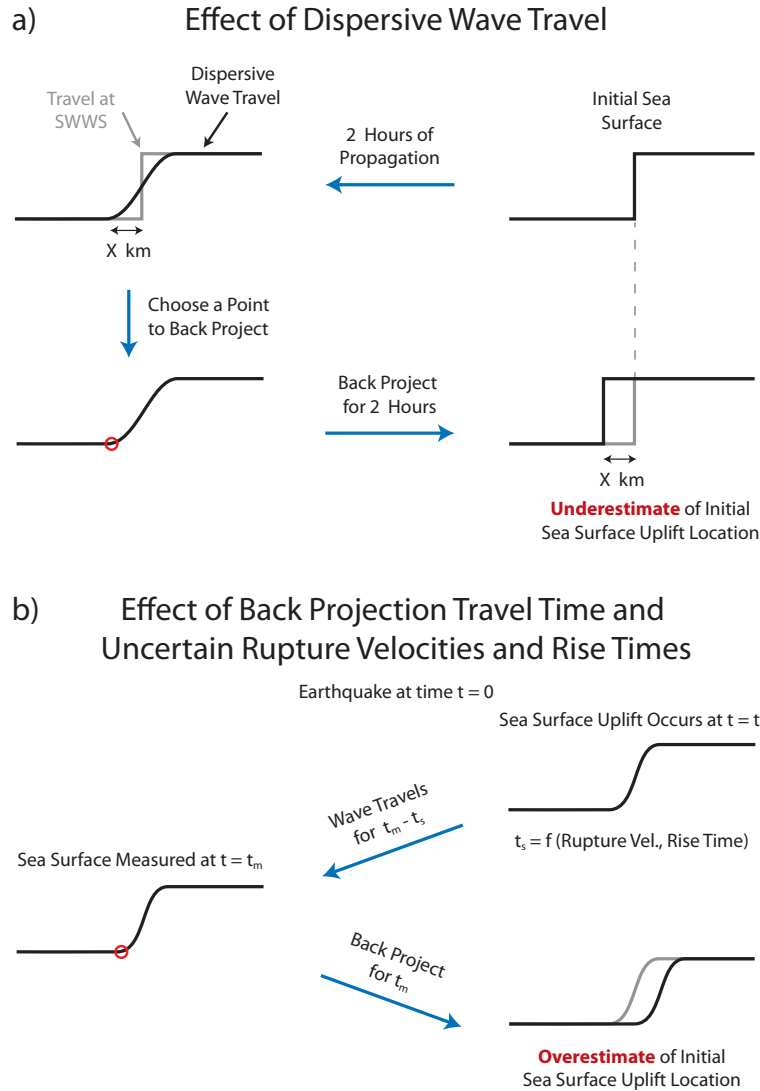 a)
Effect of Dispersive Wave Travel
Travel at
SWWS
Dispersive
Wave Travel
2 Hours of
Propagation
Initial Sea
Surface
X km
Choose a Point
to Back Project
Back Project
for 2 Hours
X km
Underestimate of Initial
Sea Surface Uplift Location
b)
Effect of Back Projection Travel Time and
Uncertain Rupture Velocities and Rise Times
Earthquake at time t = 0
Sea Surface Uplift Occurs at t = t
Wave Travels
for tm - ts
ts = f (Rupture Vel., Rise Time)
Sea Surface Measured at t = tm
Back Project
for tm
Overestimate of Initial
Sea Surface Uplift Location